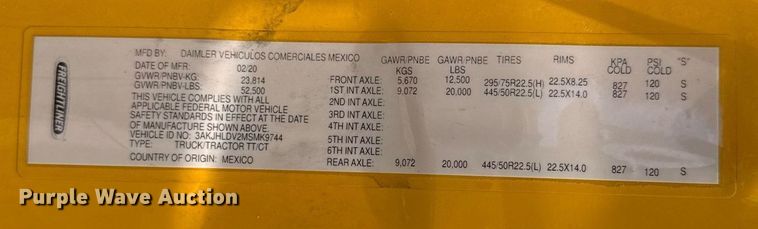 FREIGHTLINER
MFD BY: DAIMLER VEHICULOS COMERCIALES MEXICO
DATE OF MFR: 02/20
GVWR/PNBV-KG: 23,814
GVWR/PNBV-LBS: 52,500
THIS VEHICLE COMPLIES WITH ALL
APPLICABLE FEDERAL MOTOR VEHICLE
SAFETY STANDARDS IN EFFECT AT THE DATE
OF MANUFACTURE SHOWN ABOVE.
VEHICLE ID NO: 3AKJHLDV2MSMK9744
TYPE: TRUCK/TRACTOR TT/CT
COUNTRY OF ORIGIN: MEXICO
GAWR/PNBE KGS GAWR/PNBE LBS TIRES RIMS KPA COLD PSI COLD "S"
FRONT AXLE: 5,670 12,500 295/75R22.5(H) 22.5X8.25 827 120 S
1ST INT AXLE: 9,072 20,000 445/50R22.5(L) 22.5X14.0 827 120 S
2ND INT AXLE:
3RD INT AXLE:
4TH INT AXLE:
5TH INT AXLE:
6TH INT AXLE:
REAR AXLE: 9,072 20,000 445/50R22.5(L) 22.5X14.0 827 120 S
Purple Wave Auction